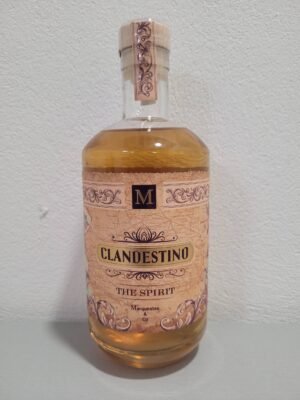 M
CLANDESTINO
THE SPIRIT
&